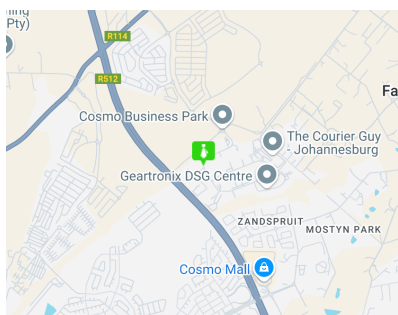 Pty)
R114
R512
Cosmo Business Park
Fa
The Courier Guy
- Johannesburg
Geartronix DSG Centre
ZANDSPRUIT
MOSTYN PARK
Cosmo Mall